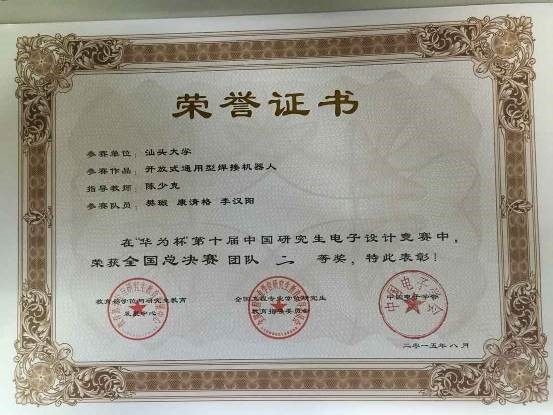 荣誉证书
参赛单位：汕头大学
参赛作品：开放式通用型焊接机器人
指导教师：陈少克
参赛队员：樊瑕 康清格 李汉阳
在“华为杯”第十届中国研究生电子设计竞赛中，
荣获 全国总决赛 团队 二 等奖，特此表彰！
教育部学位与研究生教育 全国工程专业学位研究生 中国电子学会
发展中心 教育指导委员会
二〇一五年八月